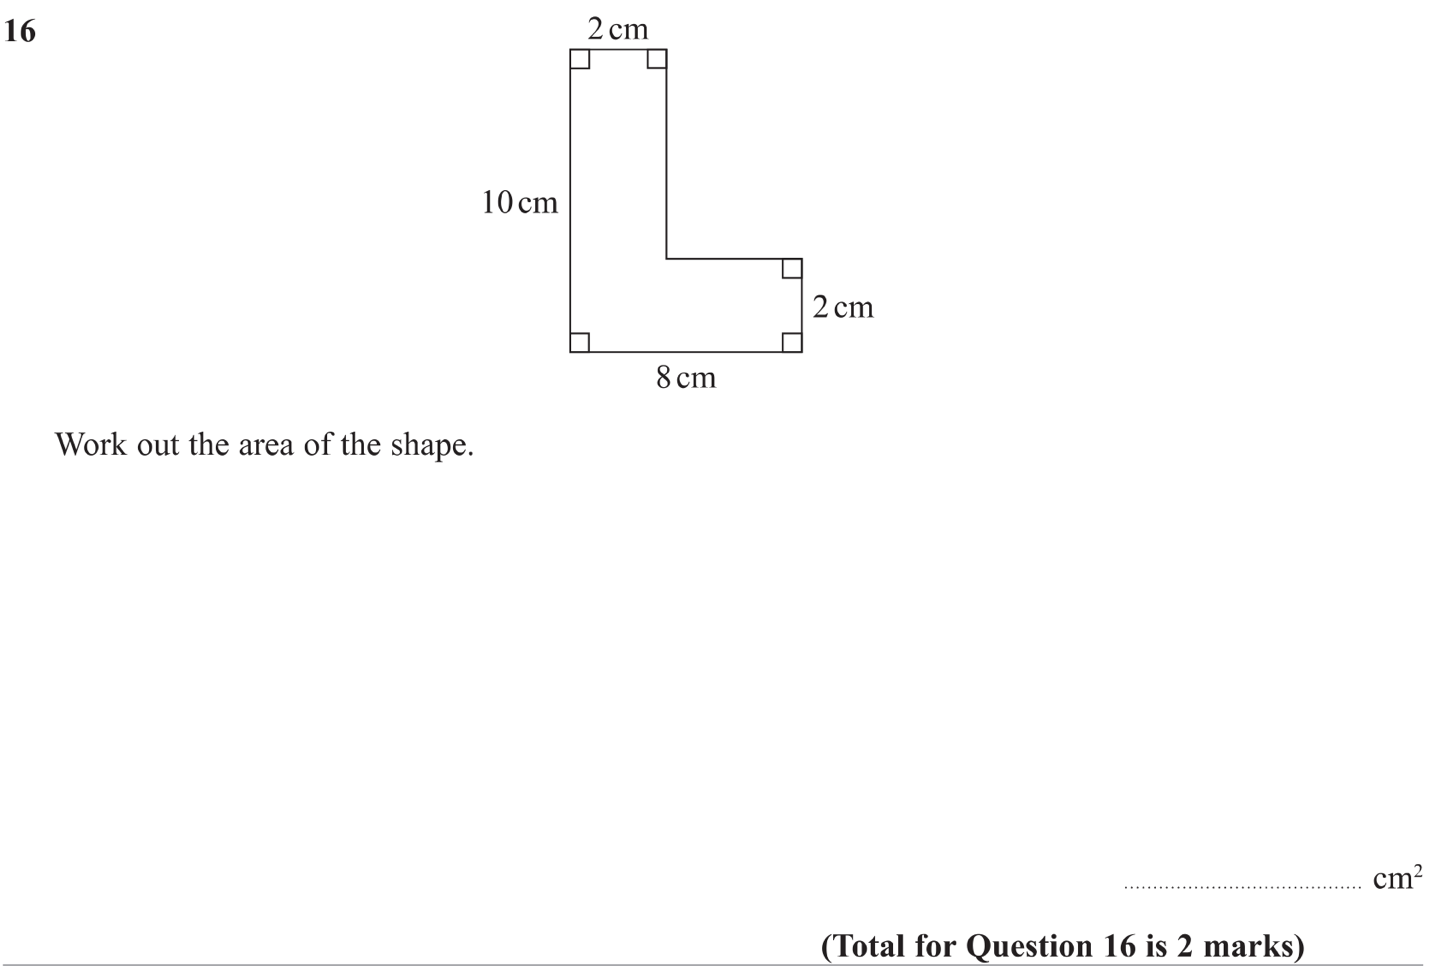 16
2 cm
10 cm
2 cm
8 cm
Work out the area of the shape.
........................................ cm²
(Total for Question 16 is 2 marks)